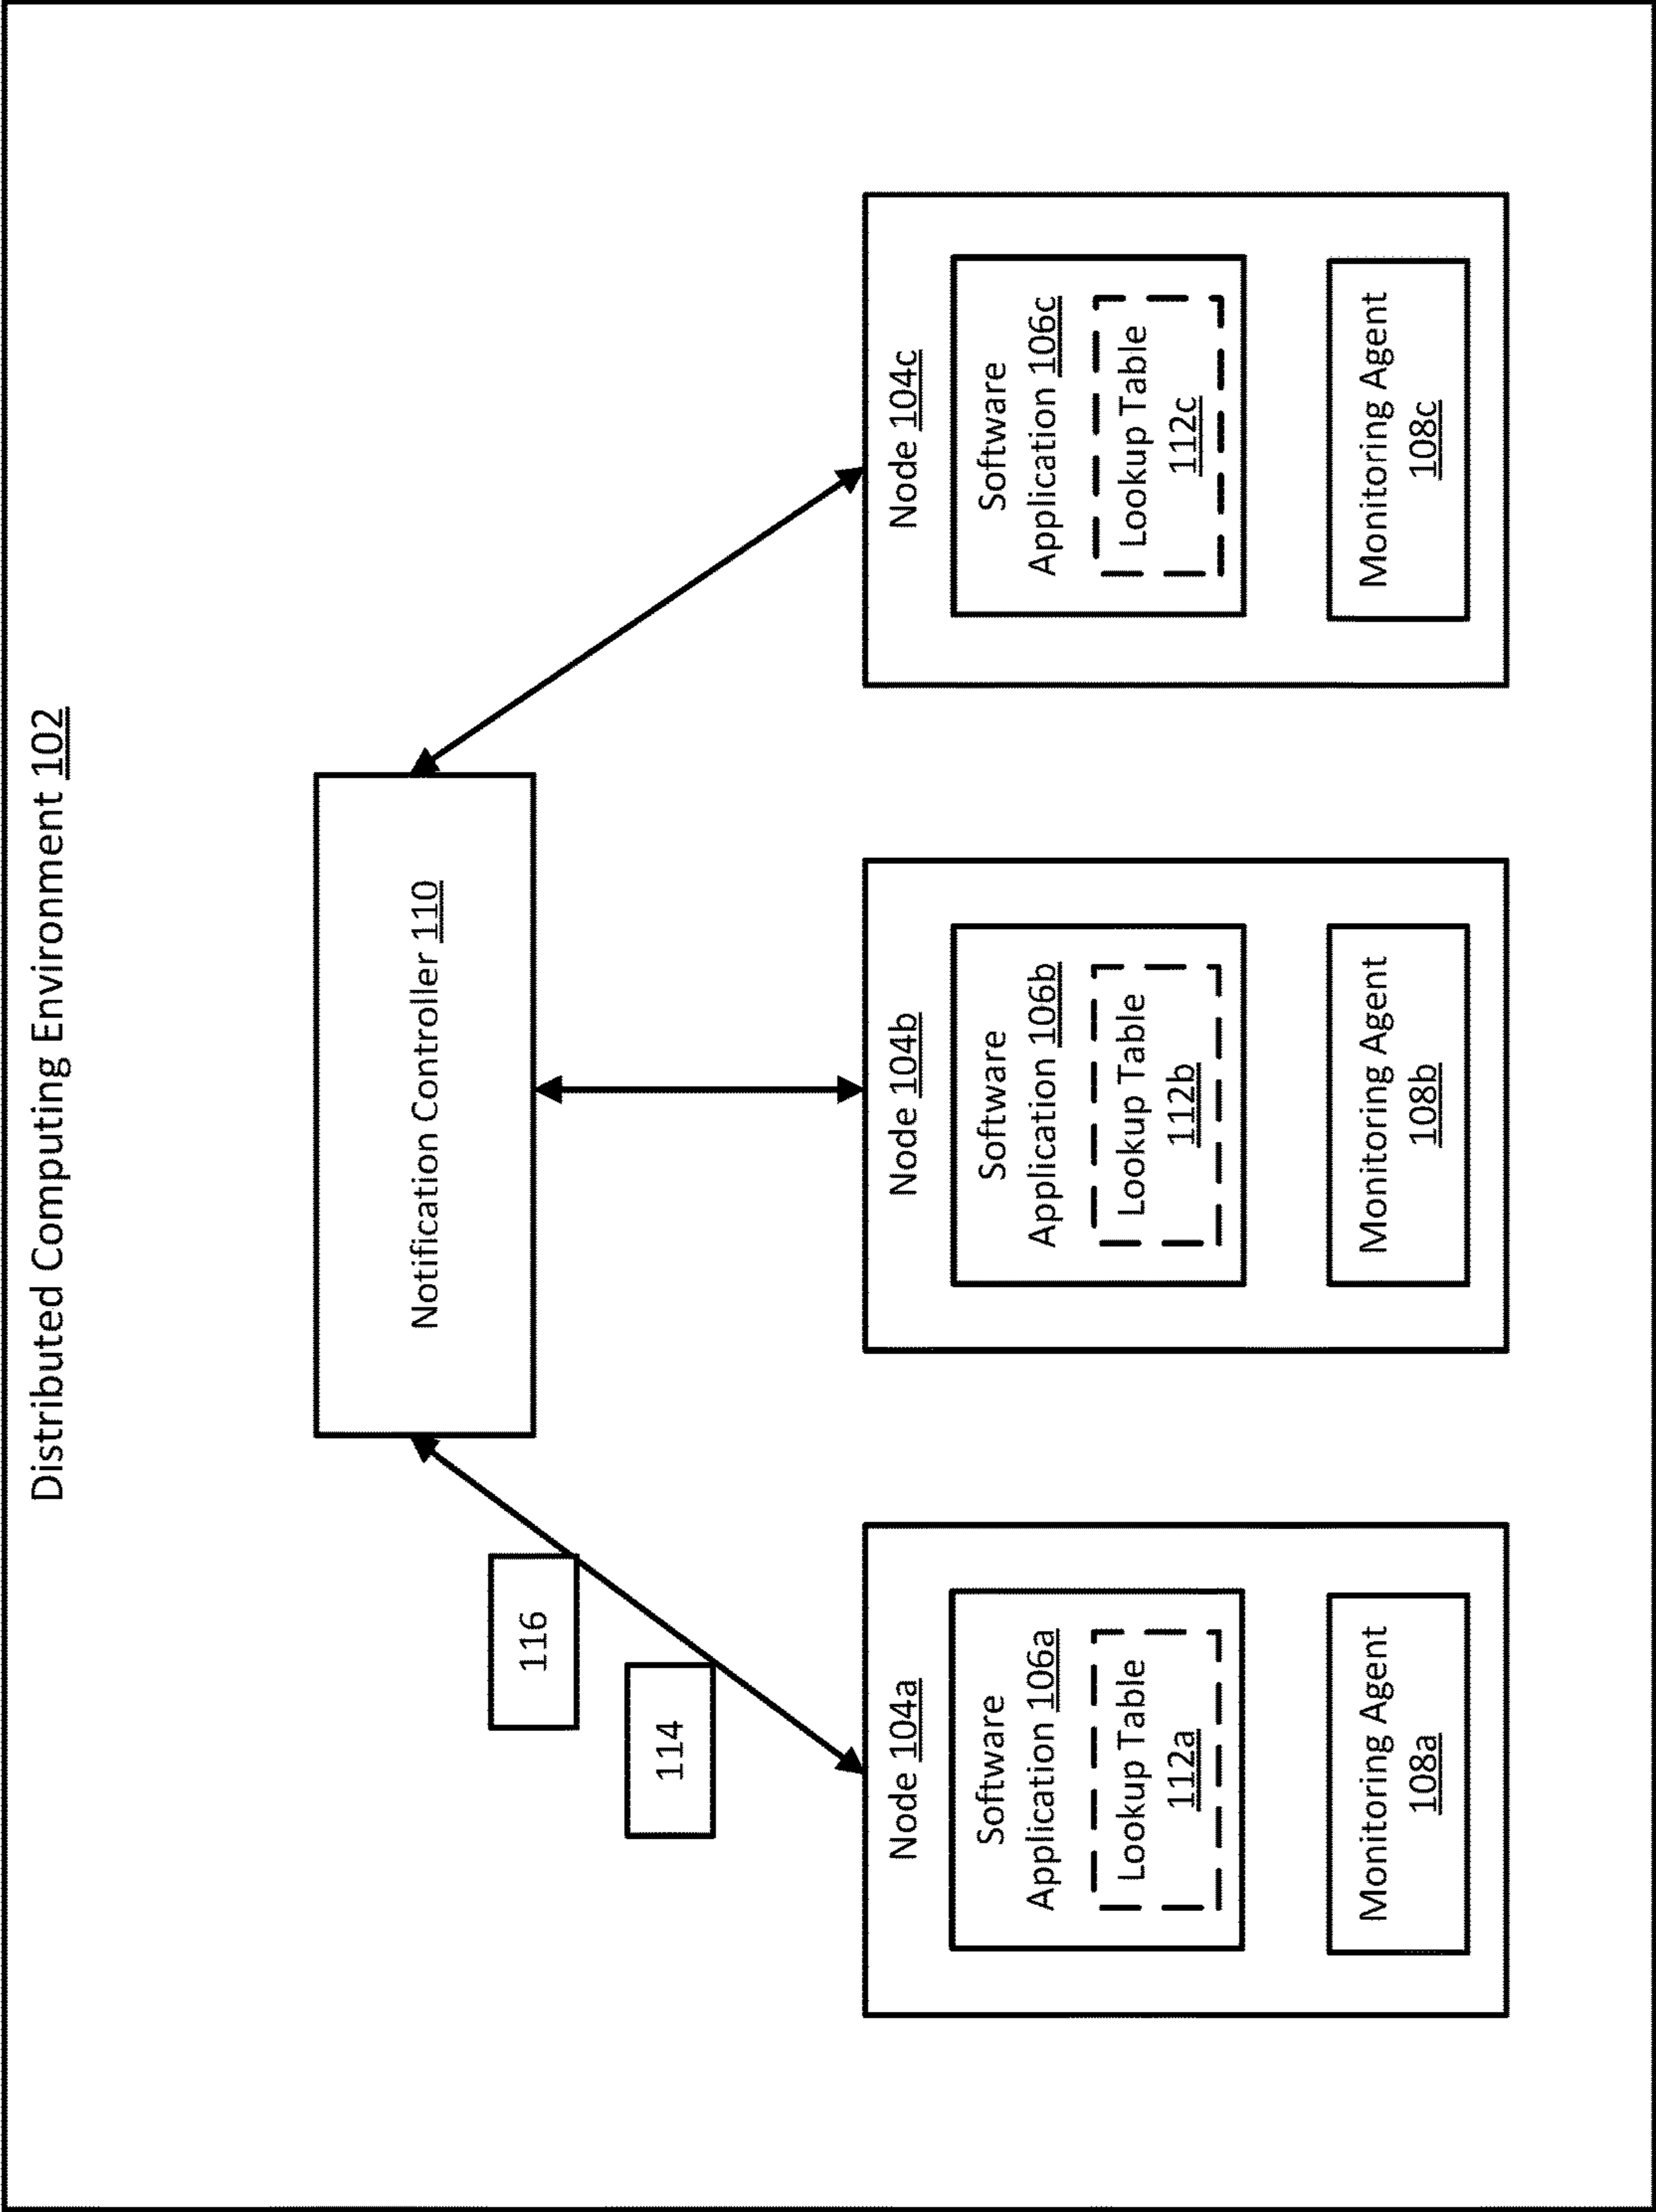 Distributed Computing Environment 102
Notification Controller 110
116
114
Node 104a
Software
Application 106a
Lookup Table
112a
Monitoring Agent
108a
Node 104b
Software
Application 106b
Lookup Table
112b
Monitoring Agent
108b
Node 104c
Software
Application 106c
Lookup Table
112c
Monitoring Agent
108c